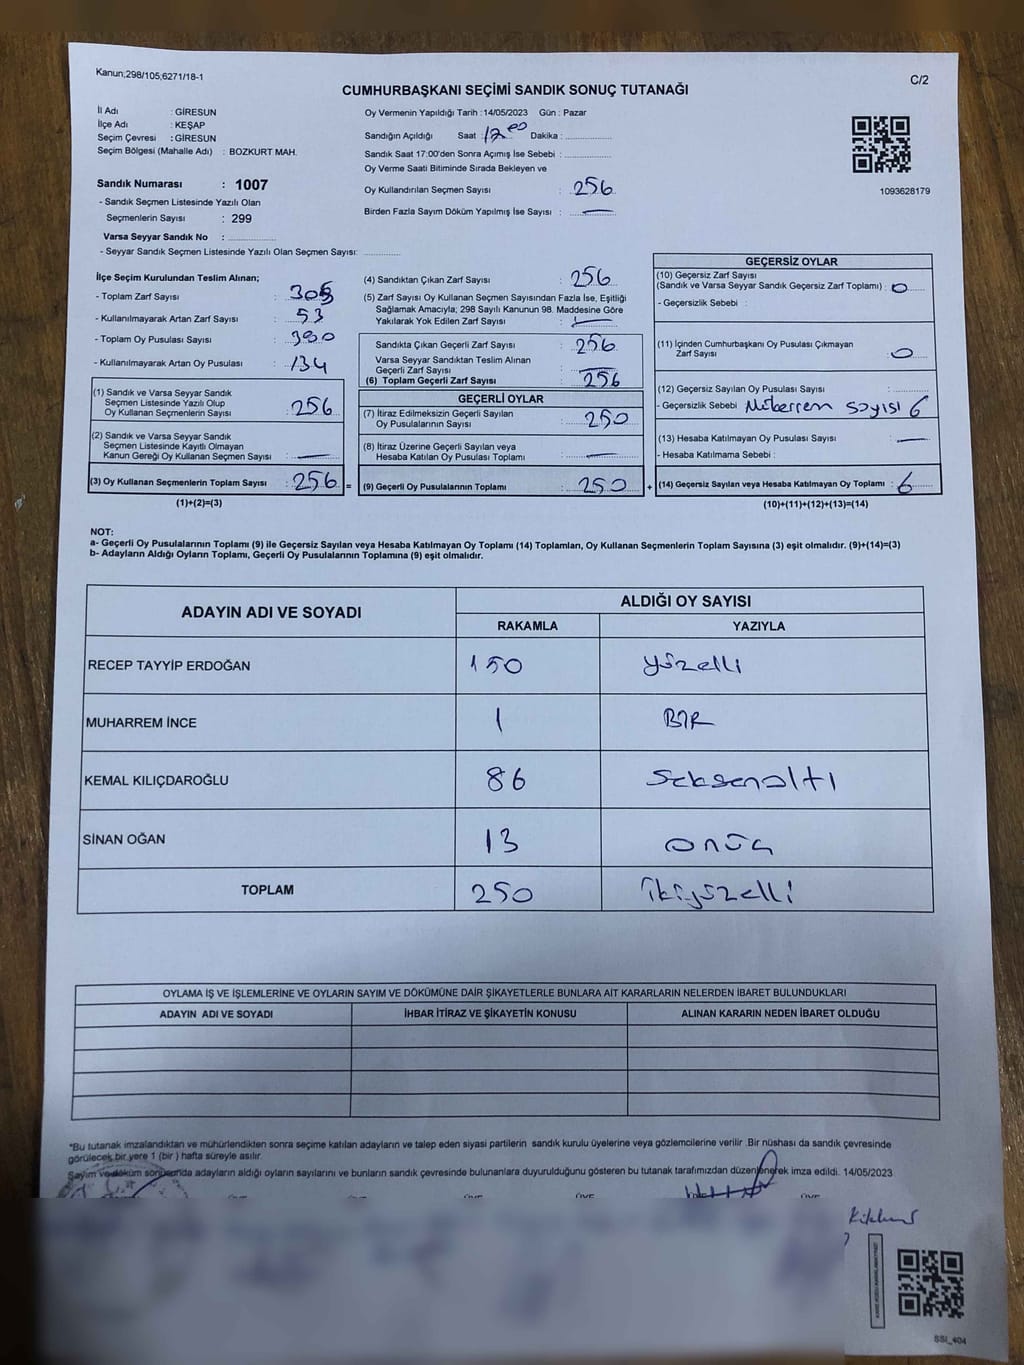 Kanun;298/105;6271/18-1
C/2
CUMHURBAŞKANI SEÇİMİ SANDIK SONUÇ TUTANAĞI
İl Adı : GİRESUN
İlçe Adı : KEŞAP
Seçim Çevresi : GİRESUN
Seçim Bölgesi (Mahalle Adı) : BOZKURT MAH.
Oy Vermenin Yapıldığı Tarih : 14/05/2023 Gün : Pazar
Sandığın Açıldığı Saat : Dakika :
Sandık Saat 17:00'den Sonra Açımış İse Sebebi :
Oy Verme Saati Bitiminde Sırada Bekleyen ve
Oy Kullandırılan Seçmen Sayısı : 256
Birden Fazla Sayım Döküm Yapılmış İse Sayısı : —
1093628179
Sandık Numarası : 1007
- Sandık Seçmen Listesinde Yazılı Olan
Seçmenlerin Sayısı : 299
Varsa Seyyar Sandık No :
- Seyyar Sandık Seçmen Listesinde Yazılı Olan Seçmen Sayısı:
İlçe Seçim Kurulundan Teslim Alınan;
- Toplam Zarf Sayısı :
- Kullanılmayarak Artan Zarf Sayısı : 53
- Toplam Oy Pusulası Sayısı : 390
- Kullanılmayarak Artan Oy Pusulası : 134
(1) Sandık ve Varsa Seyyar Sandık
Seçmen Listesinde Yazılı Olup
Oy Kullanan Seçmenlerin Sayısı : 256
(2) Sandık ve Varsa Seyyar Sandık
Seçmen Listesinde Kayıtlı Olmayan
Kanun Gereği Oy Kullanan Seçmen Sayısı : —
(3) Oy Kullanan Seçmenlerin Toplam Sayısı : 256
(1)+(2)=(3)
(4) Sandıktan Çıkan Zarf Sayısı : 256
(5) Zarf Sayısı Oy Kullanan Seçmen Sayısından Fazla İse, Eşitliği
Sağlamak Amacıyla; 298 Sayılı Kanunun 98. Maddesine Göre
Yakılarak Yok Edilen Zarf Sayısı : —
Sandıkta Çıkan Geçerli Zarf Sayısı : 256
Varsa Seyyar Sandıktan Teslim Alınan
Geçerli Zarf Sayısı : —
(6) Toplam Geçerli Zarf Sayısı : 256
GEÇERLİ OYLAR
(7) İtiraz Edilmeksizin Geçerli Sayılan
Oy Pusulalarının Sayısı : 250
(8) İtiraz Üzerine Geçerli Sayılan veya
Hesaba Katılan Oy Pusulası Toplamı : —
= (9) Geçerli Oy Pusulalarının Toplamı : 250
GEÇERSİZ OYLAR
(10) Geçersiz Zarf Sayısı
(Sandık ve Varsa Seyyar Sandık Geçersiz Zarf Toplamı) : 0
- Geçersizlik Sebebi :
(11) İçinden Cumhurbaşkanı Oy Pusulası Çıkmayan
Zarf Sayısı : 0
(12) Geçersiz Sayılan Oy Pusulası Sayısı :
- Geçersizlik Sebebi Müberrem sayısı 6
(13) Hesaba Katılmayan Oy Pusulası Sayısı : —
- Hesaba Katılmama Sebebi :
+ (14) Geçersiz Sayılan veya Hesaba Katılmayan Oy Toplamı : 6
(10)+(11)+(12)+(13)=(14)
NOT:
a- Geçerli Oy Pusulalarının Toplamı (9) ile Geçersiz Sayılan veya Hesaba Katılmayan Oy Toplamı (14) Toplamları, Oy Kullanan Seçmenlerin Toplam Sayısına (3) eşit olmalıdır. (9)+(14)=(3)
b- Adayların Aldığı Oyların Toplamı, Geçerli Oy Pusulalarının Toplamına (9) eşit olmalıdır.
ADAYIN ADI VE SOYADI ALDIĞI OY SAYISI
RAKAMLA YAZIYLA
RECEP TAYYİP ERDOĞAN 150 yüzelli
MUHARREM İNCE 1 BİR
KEMAL KILIÇDAROĞLU 86 Seksenaltı
SİNAN OĞAN 13 onüç
TOPLAM 250 ikiyüzelli
OYLAMA İŞ VE İŞLEMLERİNE VE OYLARIN SAYIM VE DÖKÜMÜNE DAİR ŞİKAYETLERLE BUNLARA AİT KARARLARIN NELERDEN İBARET BULUNDUKLARI
ADAYIN ADI VE SOYADI İHBAR İTİRAZ VE ŞİKAYETİN KONUSU ALINAN KARARIN NEDEN İBARET OLDUĞU
*Bu tutanak imzalandıktan ve mühürlendikten sonra seçime katılan adayların ve talep eden siyasi partilerin sandık kurulu üyelerine veya gözlemcilerine verilir .Bir nüshası da sandık çevresinde
görülecek bir yere 1 (bir ) hafta süreyle asılır.
Sayım ve döküm sonucunda adayların aldığı oyların sayılarını ve bunların sandık çevresinde bulunanlara duyurulduğunu gösteren bu tutanak tarafımızdan düzenlenerek imza edildi. 14/05/2023
SSİ_404